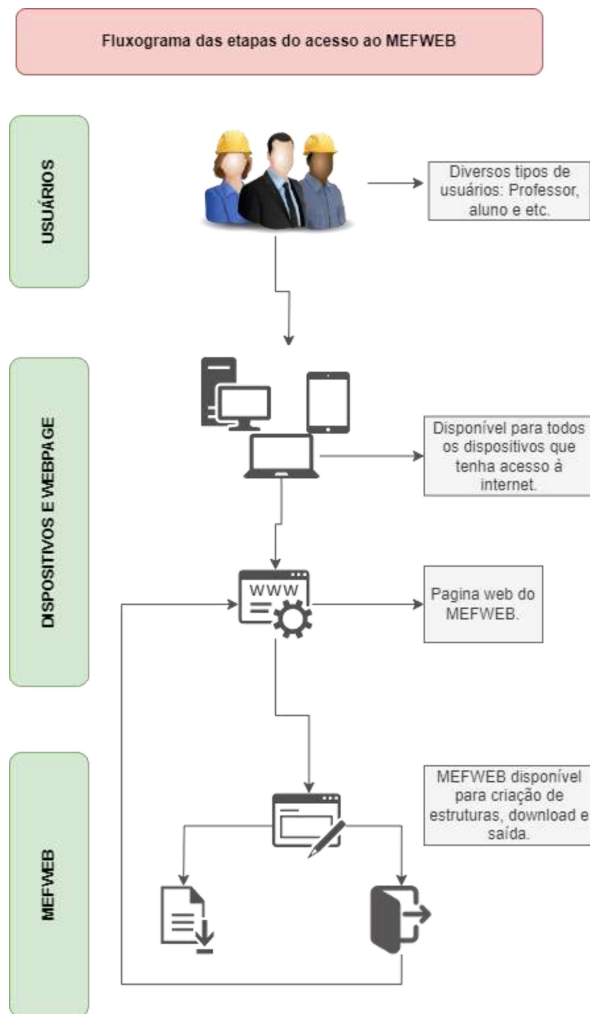 Fluxograma das etapas do acesso ao MEFWEB
USUÁRIOS
Diversos tipos de
usuários: Professor,
aluno e etc.
DISPOSITIVOS E WEBPAGE
Disponível para todos
os dispositivos que
tenha acesso á
internet.
WWW
Pagina web do
MEFWEB.
MEFWEB
MEFWEB disponível
para criação de
estruturas, download e
saída.